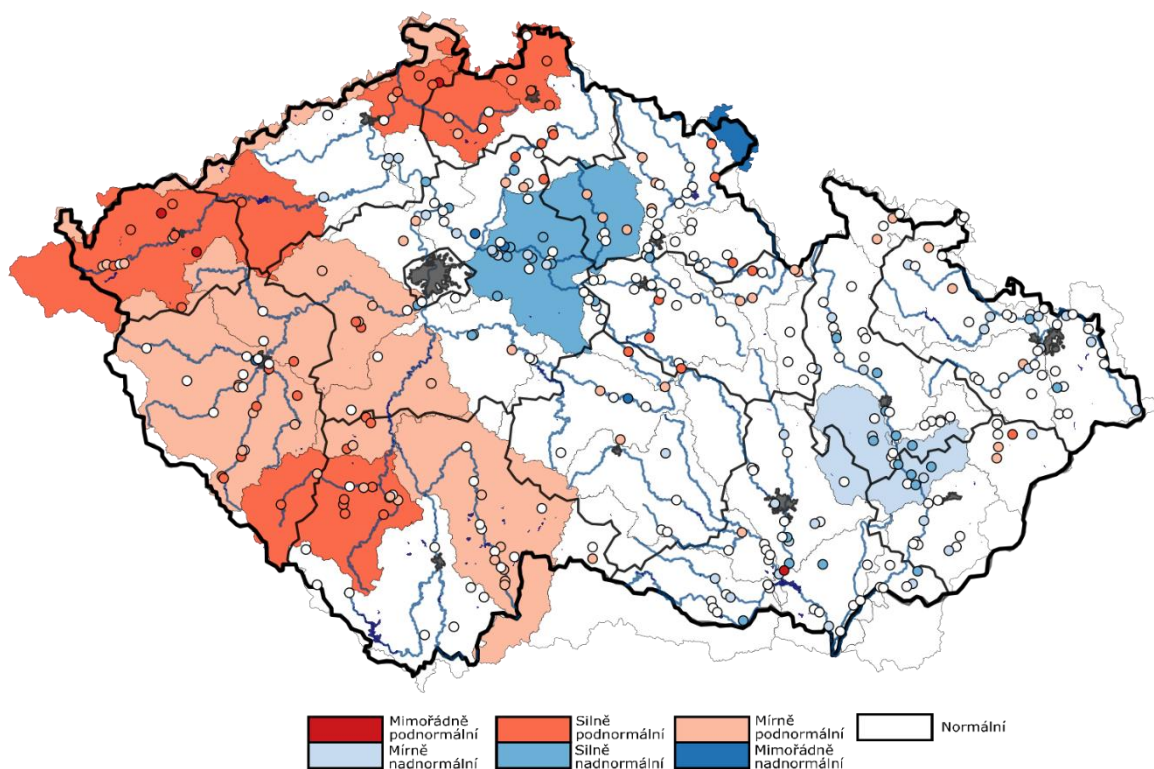 Mimořádně
podnormální
Silně
podnormální
Mírně
podnormální
Normální
Mírně
nadnormální
Silně
nadnormální
Mimořádně
nadnormální